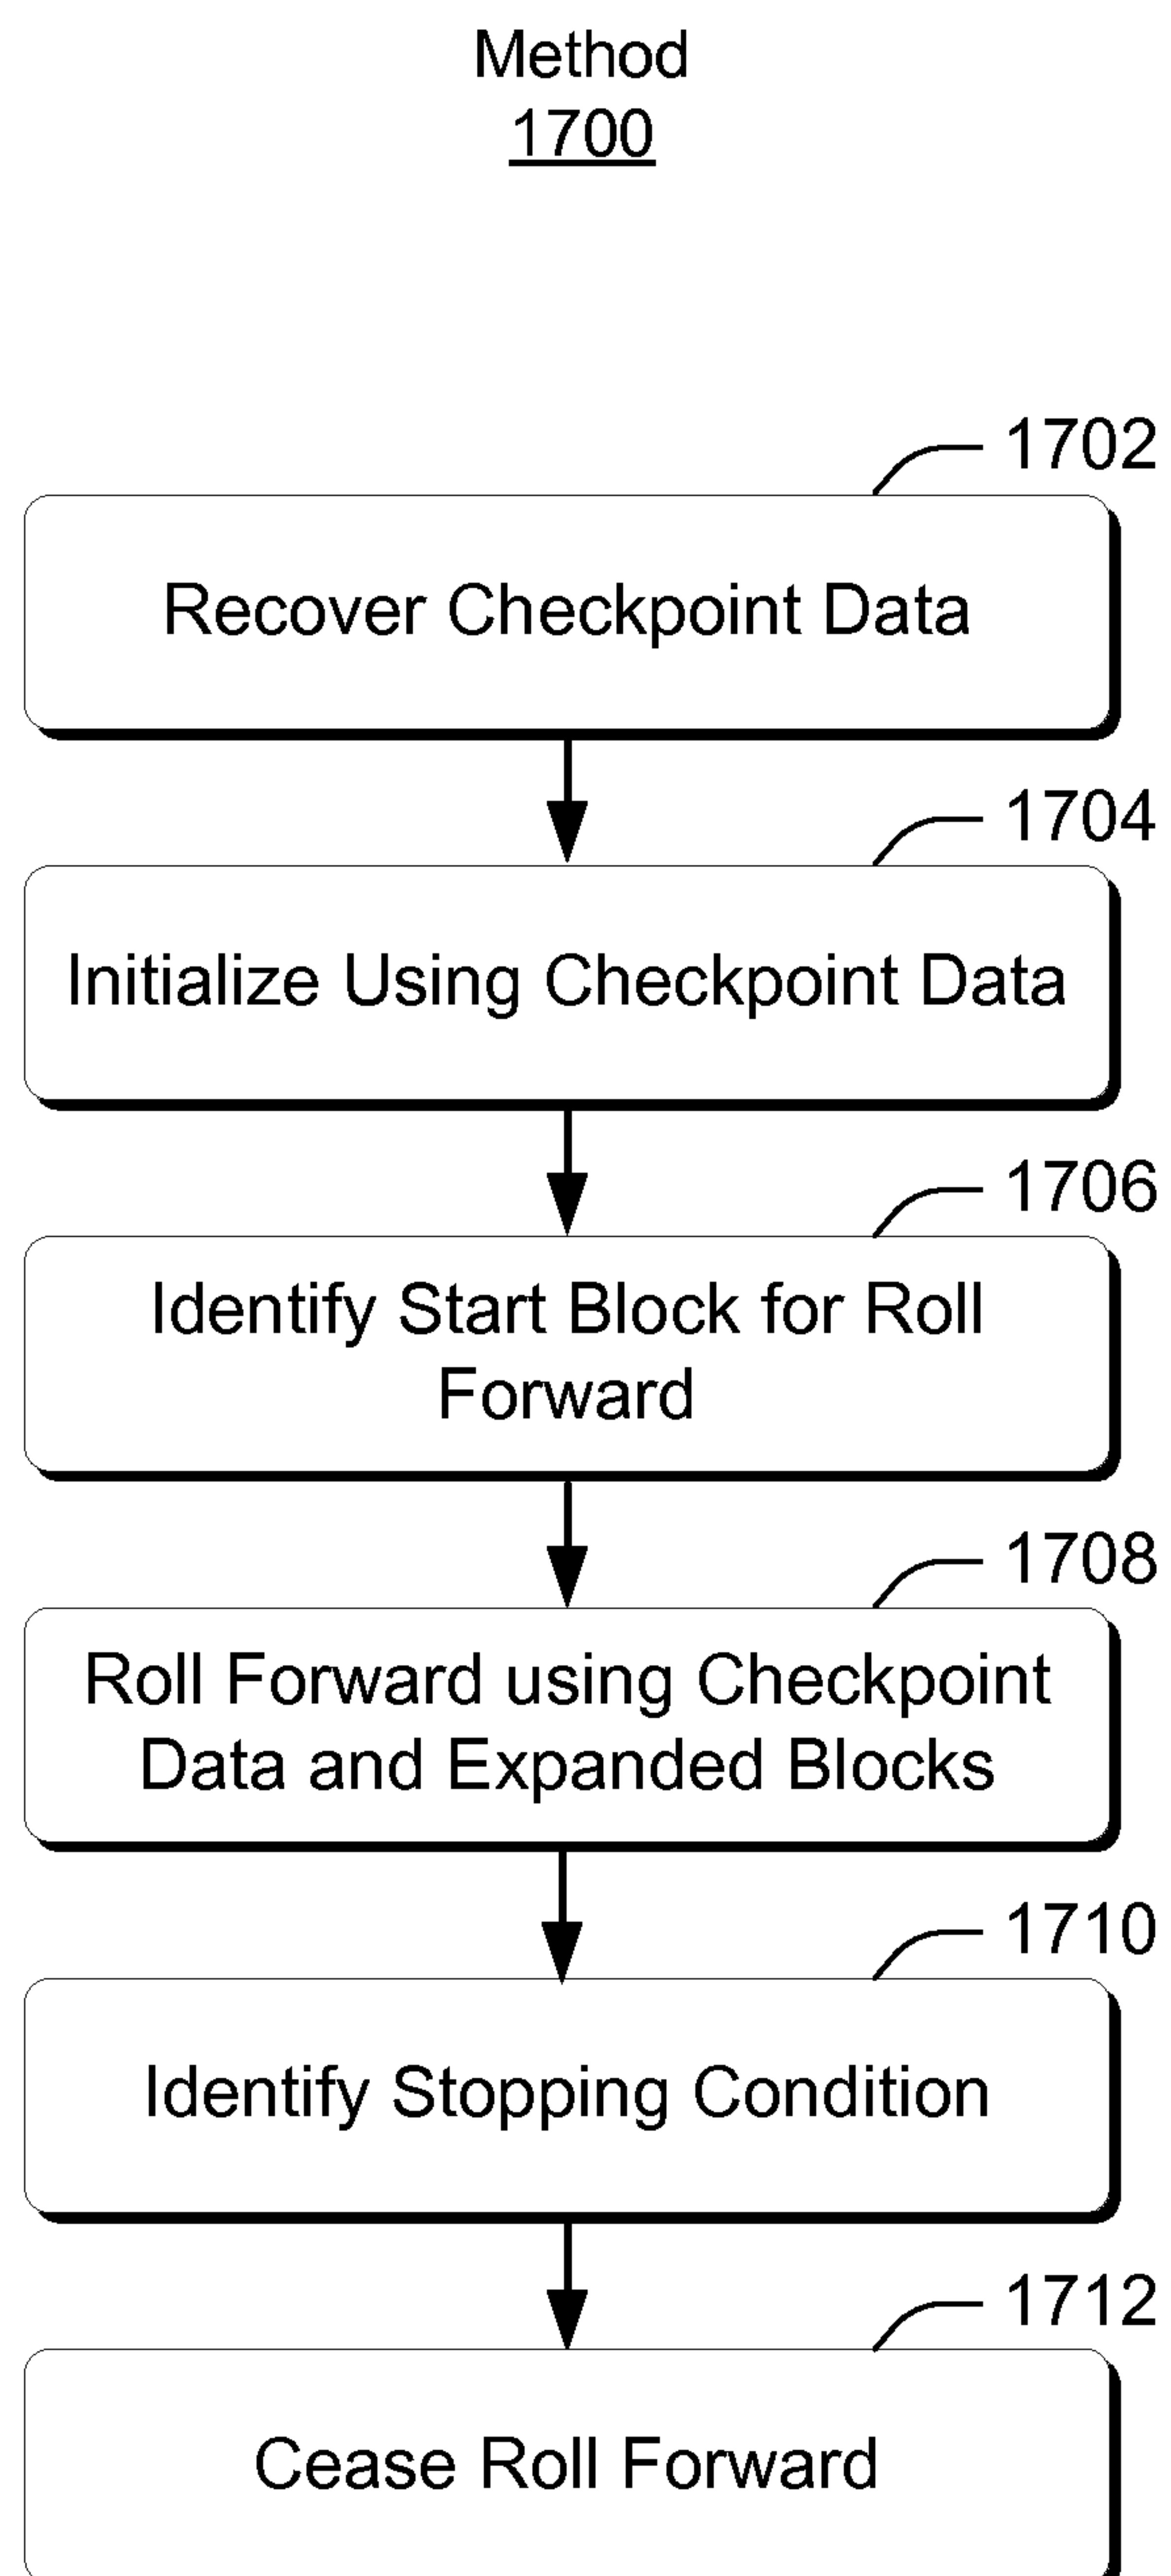 Method
1700
1702
Recover Checkpoint Data
1704
Initialize Using Checkpoint Data
1706
Identify Start Block for Roll
Forward
1708
Roll Forward using Checkpoint
Data and Expanded Blocks
1710
Identify Stopping Condition
1712
Cease Roll Forward